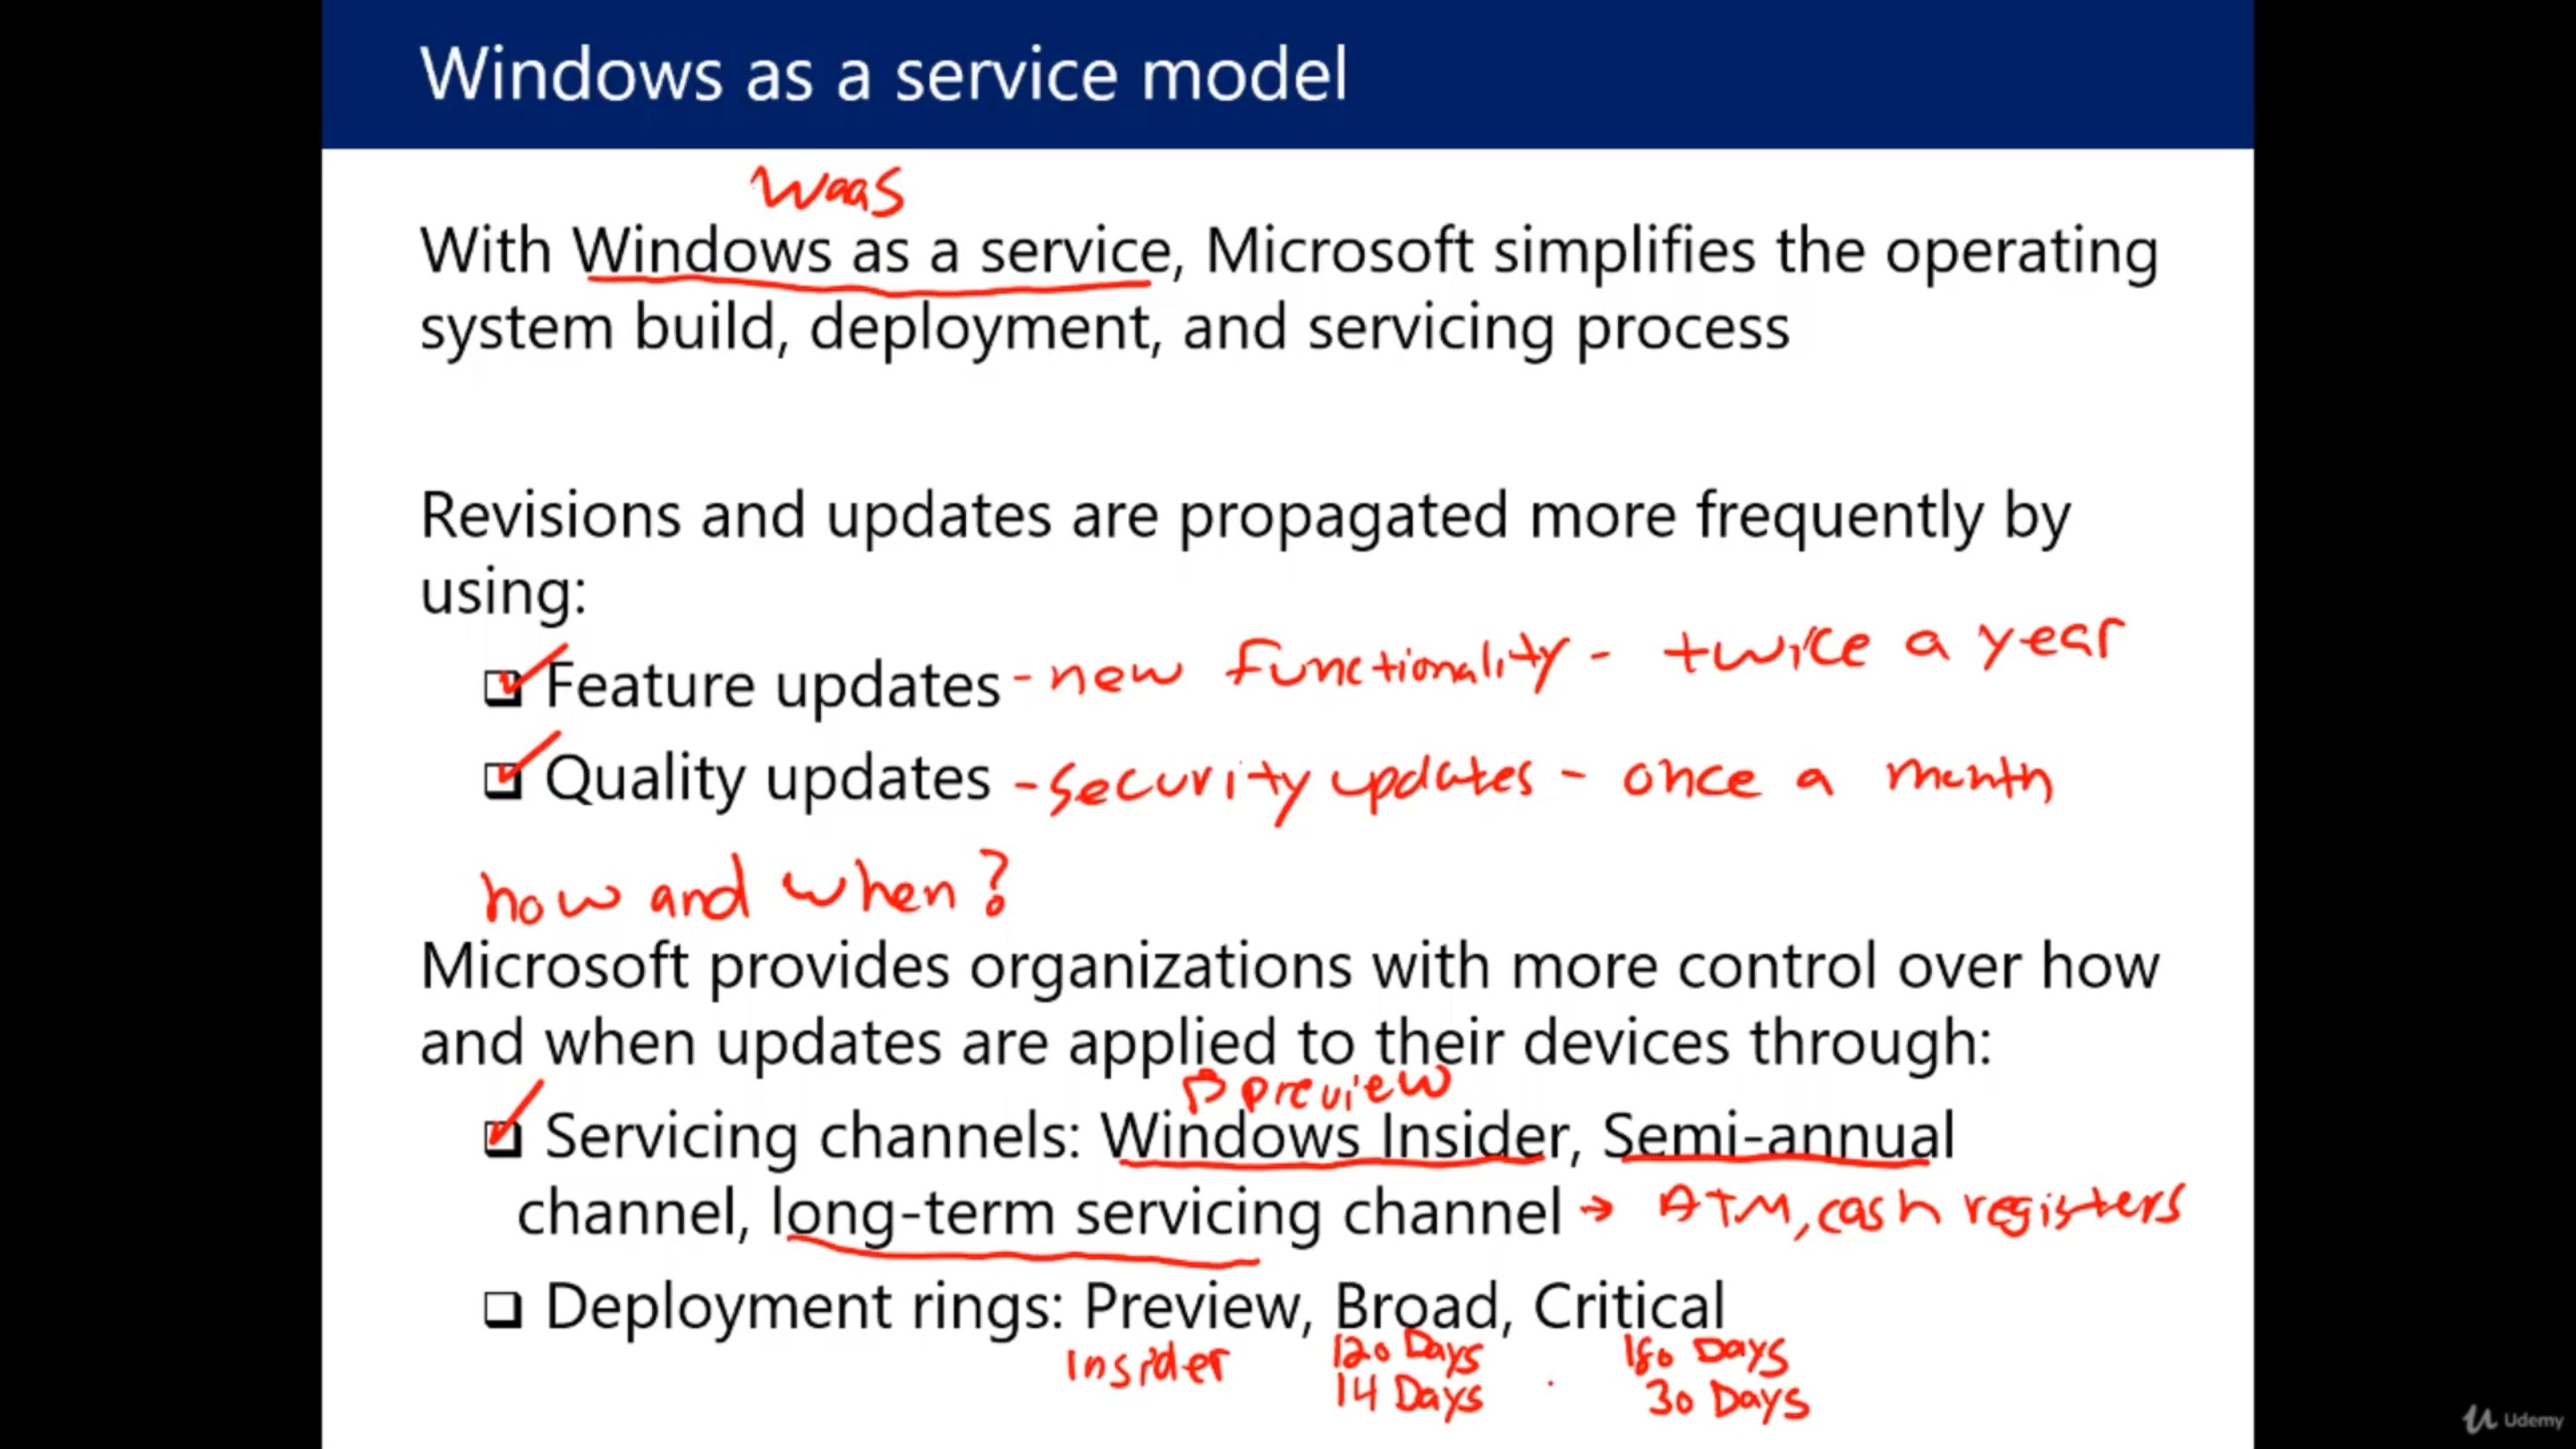 Windows as a service model
WaaS
With Windows as a service, Microsoft simplifies the operating
system build, deployment, and servicing process
Revisions and updates are propagated more frequently by
using:
Feature updates - new functionality - twice a year
Quality updates - security updates - once a month
how and when?
Microsoft provides organizations with more control over how
and when updates are applied to their devices through:
preview
Servicing channels: Windows Insider, Semi-annual
channel, long-term servicing channel → ATM, cash registers
Deployment rings: Preview, Broad, Critical
Insider 120 Days 180 Days
14 Days 30 Days
Udemy